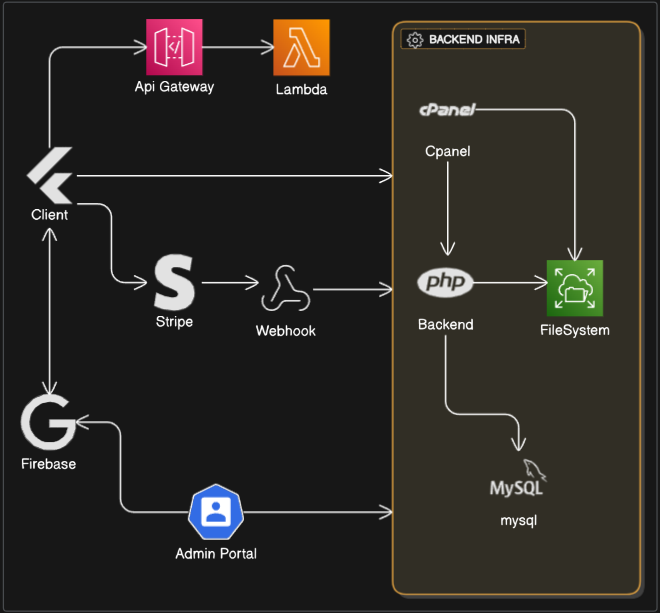 BACKEND INFRA
Api Gateway
Lambda
cPanel
Cpanel
Client
php
Stripe
Webhook
Backend
FileSystem
Firebase
MySQL
mysql
Admin Portal